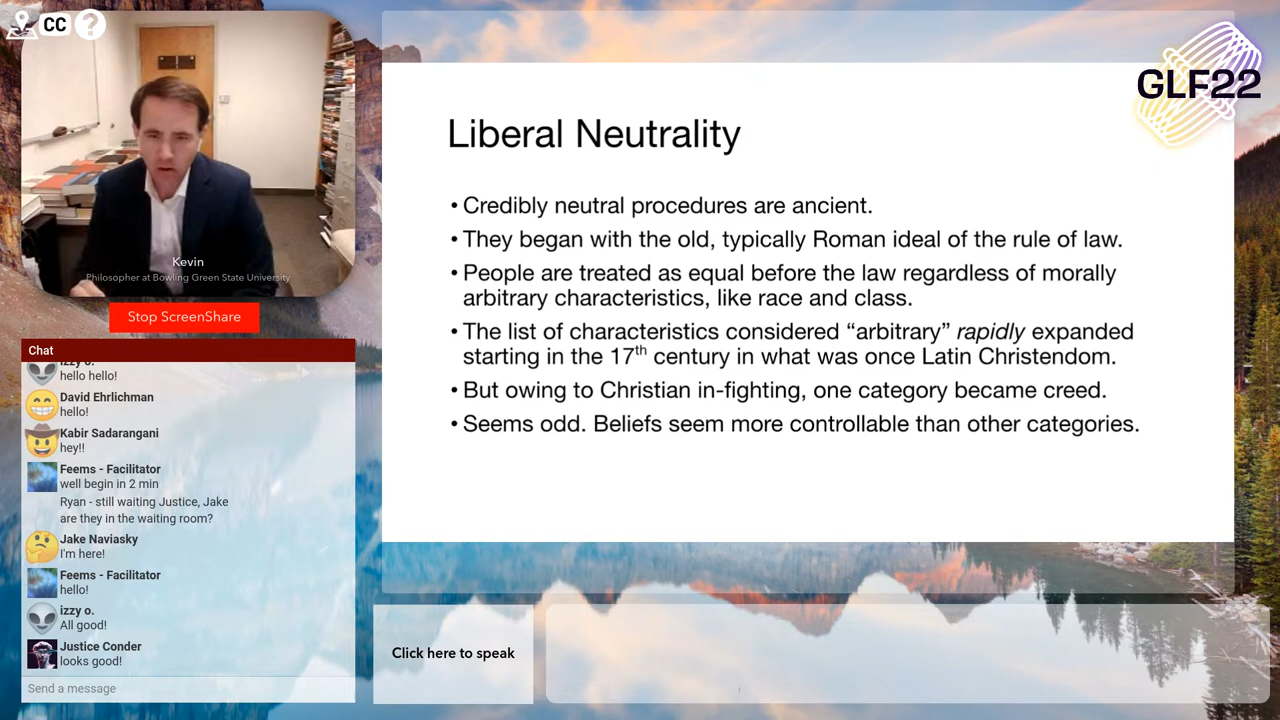 CC
?
Kevin
Philosopher at Bowling Green State University
Stop ScreenShare
Chat
izzy o.
hello hello!
David Ehrlichman
hello!
Kabir Sadarangani
hey!!
Feems - Facilitator
well begin in 2 min
Ryan - still waiting Justice, Jake
are they in the waiting room?
Jake Naviasky
I'm here!
Feems - Facilitator
hello!
izzy o.
All good!
Justice Conder
looks good!
Send a message
GLF22
Liberal Neutrality
• Credibly neutral procedures are ancient.
• They began with the old, typically Roman ideal of the rule of law.
• People are treated as equal before the law regardless of morally
arbitrary characteristics, like race and class.
• The list of characteristics considered “arbitrary” rapidly expanded
starting in the 17th century in what was once Latin Christendom.
• But owing to Christian in-fighting, one category became creed.
• Seems odd. Beliefs seem more controllable than other categories.
Click here to speak